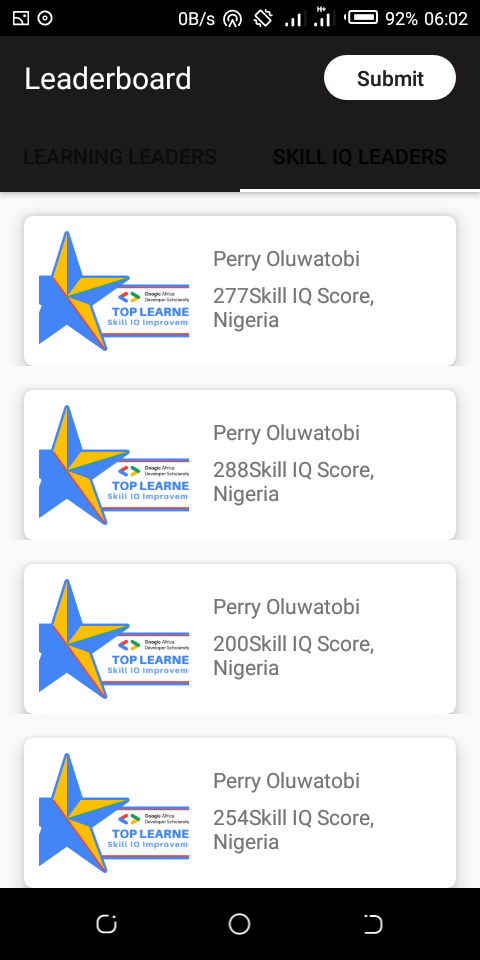 0B/s H+ 92% 06:02
Leaderboard
Submit
LEARNING LEADERS SKILL IQ LEADERS
Perry Oluwatobi
277Skill IQ Score,
Nigeria
Google Africa
Developer Scholarship
TOP LEARNE
Skill IQ Improvem
Perry Oluwatobi
288Skill IQ Score,
Nigeria
Google Africa
Developer Scholarship
TOP LEARNE
Skill IQ Improvem
Perry Oluwatobi
200Skill IQ Score,
Nigeria
Google Africa
Developer Scholarship
TOP LEARNE
Skill IQ Improvem
Perry Oluwatobi
254Skill IQ Score,
Nigeria
Google Africa
Developer Scholarship
TOP LEARNE
Skill IQ Improvem